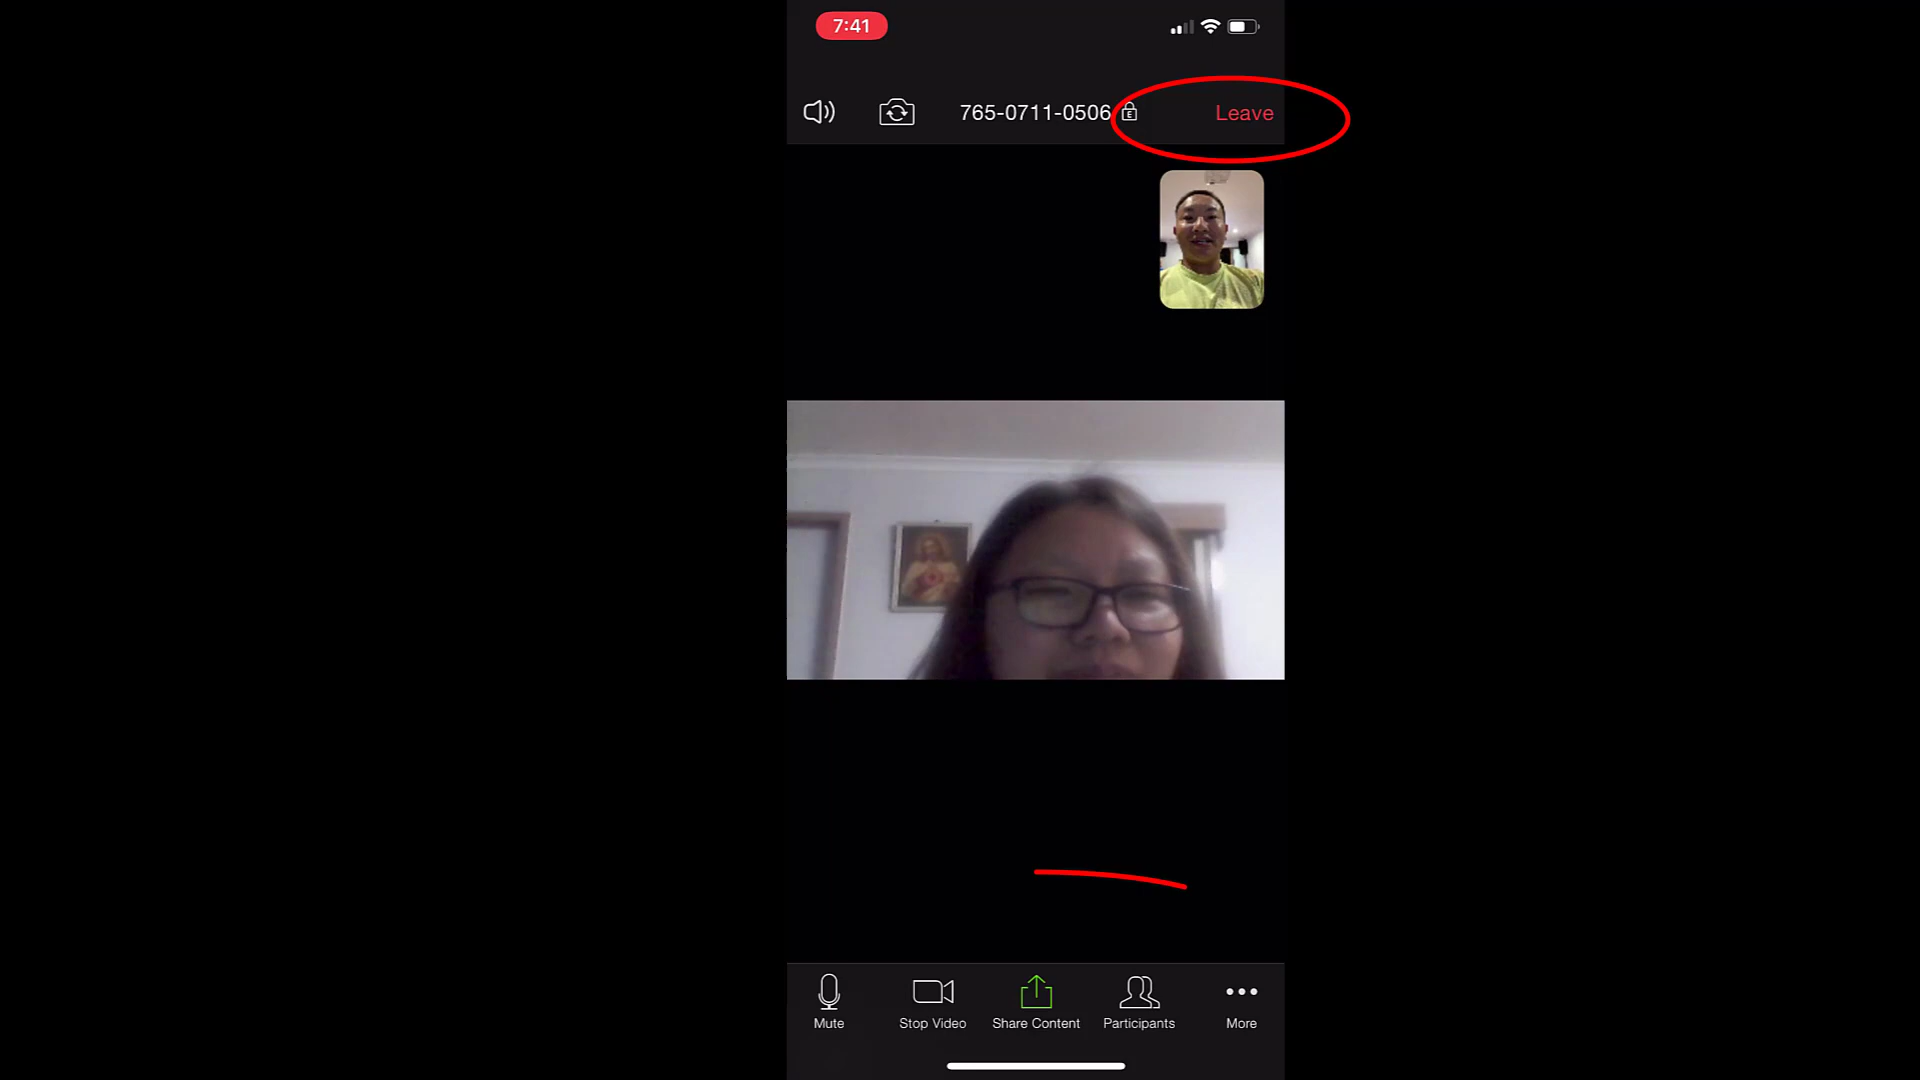 7:41
765-0711-0506
Leave
Mute
Stop Video
Share Content
Participants
More